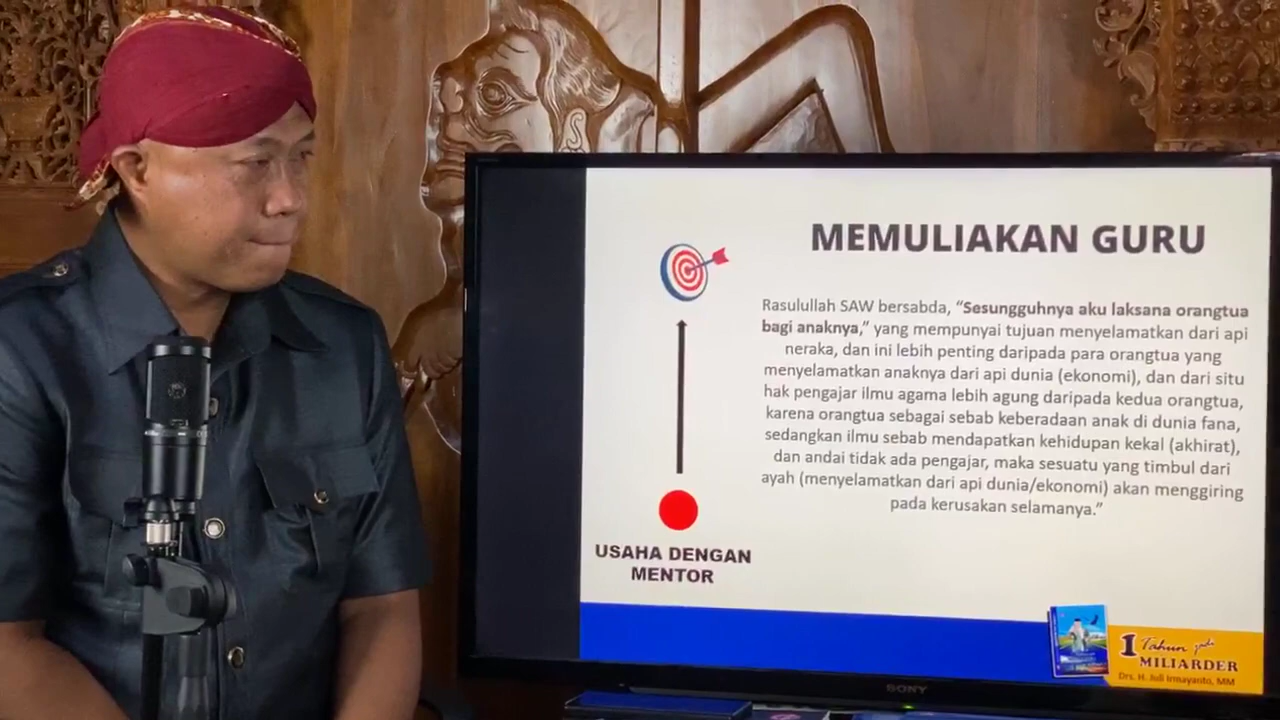 MEMULIAKAN GURU
Rasulullah SAW bersabda, “Sesungguhnya aku laksana orangtua
bagi anaknya,” yang mempunyai tujuan menyelamatkan dari api
neraka, dan ini lebih penting daripada para orangtua yang
menyelamatkan anaknya dari api dunia (ekonomi), dan dari situ
hak pengajar ilmu agama lebih agung daripada kedua orangtua,
karena orangtua sebagai sebab keberadaan anak di dunia fana,
sedangkan ilmu sebab mendapatkan kehidupan kekal (akhirat),
dan andai tidak ada pengajar, maka sesuatu yang timbul dari
ayah (menyelamatkan dari api dunia/ekonomi) akan menggiring
pada kerusakan selamanya.”
USAHA DENGAN
MENTOR
1 Tahun jadi
MILIARDER
Drs. H. Juli Irmayanto, MM
SONY